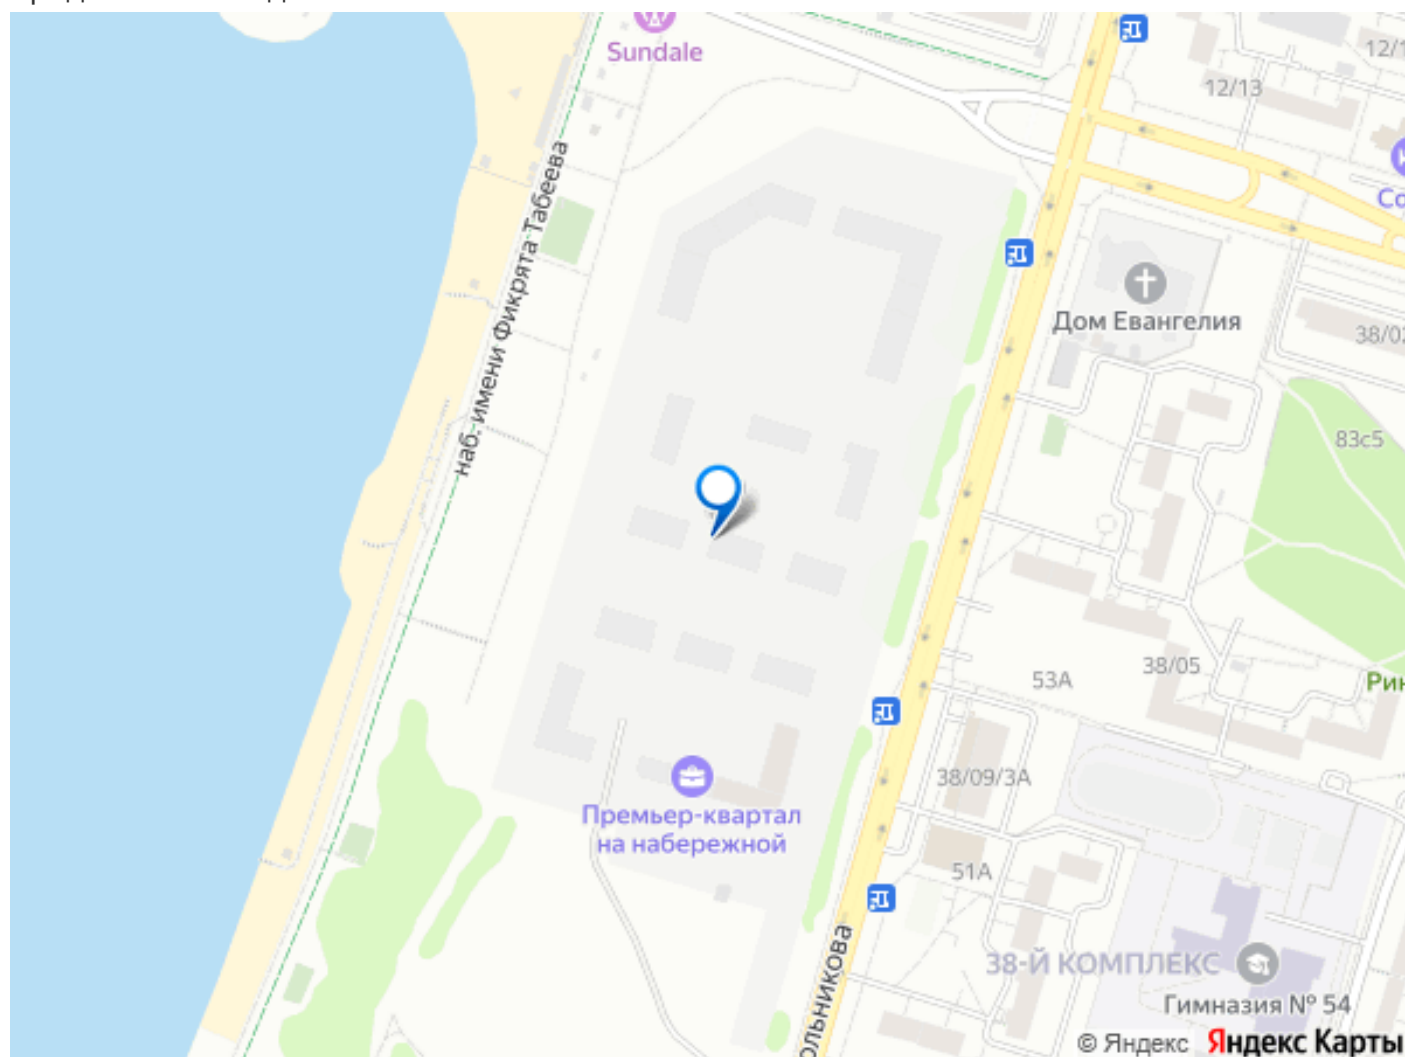 Sundale
12/13
наб. имени Фикрята Табеева
Дом Евангелия
83с5
38/05
53А
38/09/3А
Премьер-квартал
на набережной
51А
38-Й КОМПЛЕКС
Гимназия № 54
© Яндекс Яндекс Карты